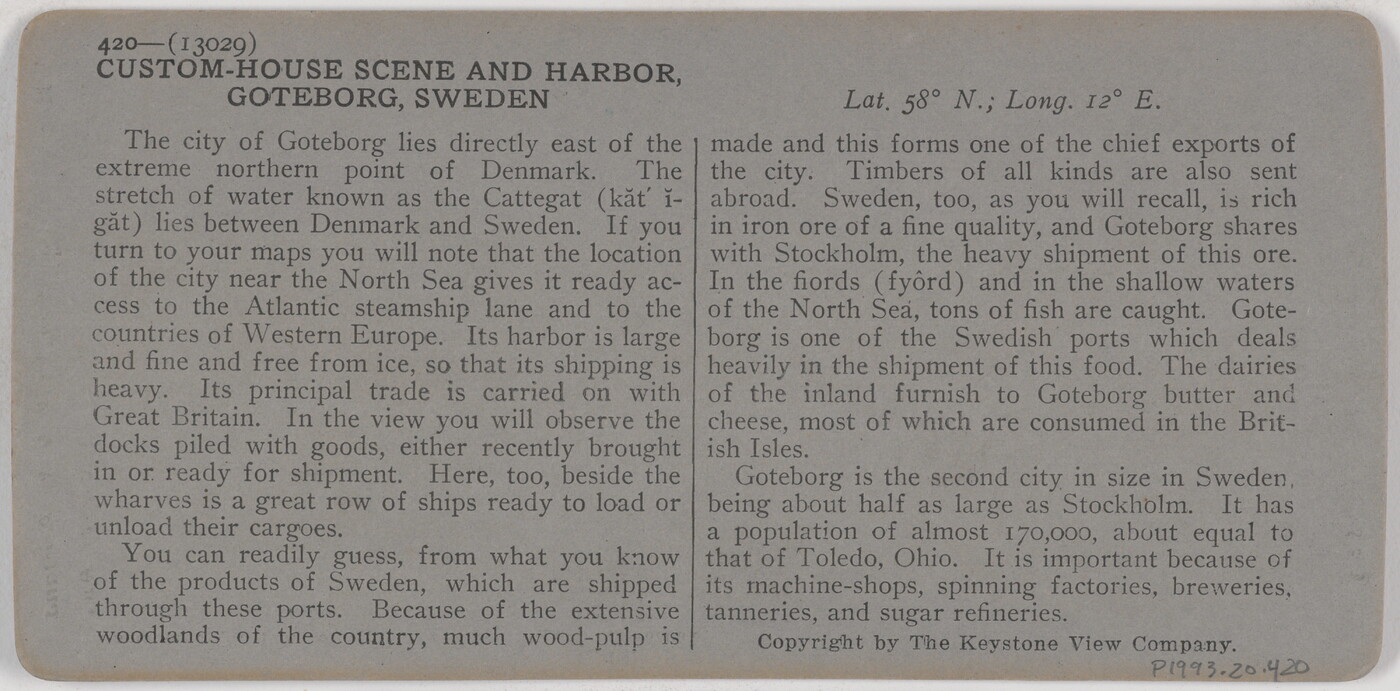 420—(13029)
CUSTOM-HOUSE SCENE AND HARBOR,
GOTEBORG, SWEDEN
Lat. 58° N.; Long. 12° E.
The city of Goteborg lies directly east of the
extreme northern point of Denmark. The
stretch of water known as the Cattegat (kăt′ ĭ-
găt) lies between Denmark and Sweden. If you
turn to your maps you will note that the location
of the city near the North Sea gives it ready ac-
cess to the Atlantic steamship lane and to the
countries of Western Europe. Its harbor is large
and fine and free from ice, so that its shipping is
heavy. Its principal trade is carried on with
Great Britain. In the view you will observe the
docks piled with goods, either recently brought
in or ready for shipment. Here, too, beside the
wharves is a great row of ships ready to load or
unload their cargoes.
You can readily guess, from what you know
of the products of Sweden, which are shipped
through these ports. Because of the extensive
woodlands of the country, much wood-pulp is
made and this forms one of the chief exports of
the city. Timbers of all kinds are also sent
abroad. Sweden, too, as you will recall, is rich
in iron ore of a fine quality, and Goteborg shares
with Stockholm, the heavy shipment of this ore.
In the fiords (fyôrd) and in the shallow waters
of the North Sea, tons of fish are caught. Gote-
borg is one of the Swedish ports which deals
heavily in the shipment of this food. The dairies
of the inland furnish to Goteborg butter and
cheese, most of which are consumed in the Brit-
ish Isles.
Goteborg is the second city in size in Sweden,
being about half as large as Stockholm. It has
a population of almost 170,000, about equal to
that of Toledo, Ohio. It is important because of
its machine-shops, spinning factories, breweries,
tanneries, and sugar refineries.
Copyright by The Keystone View Company.
P1993.20.420